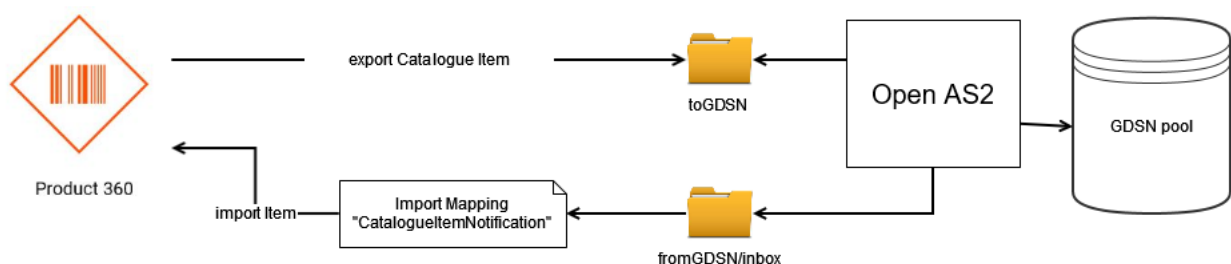 export Catalogue Item
toGDSN
Open AS2
GDSN pool
Product 360
import Item
Import Mapping
"CatalogueItemNotification"
fromGDSN/inbox